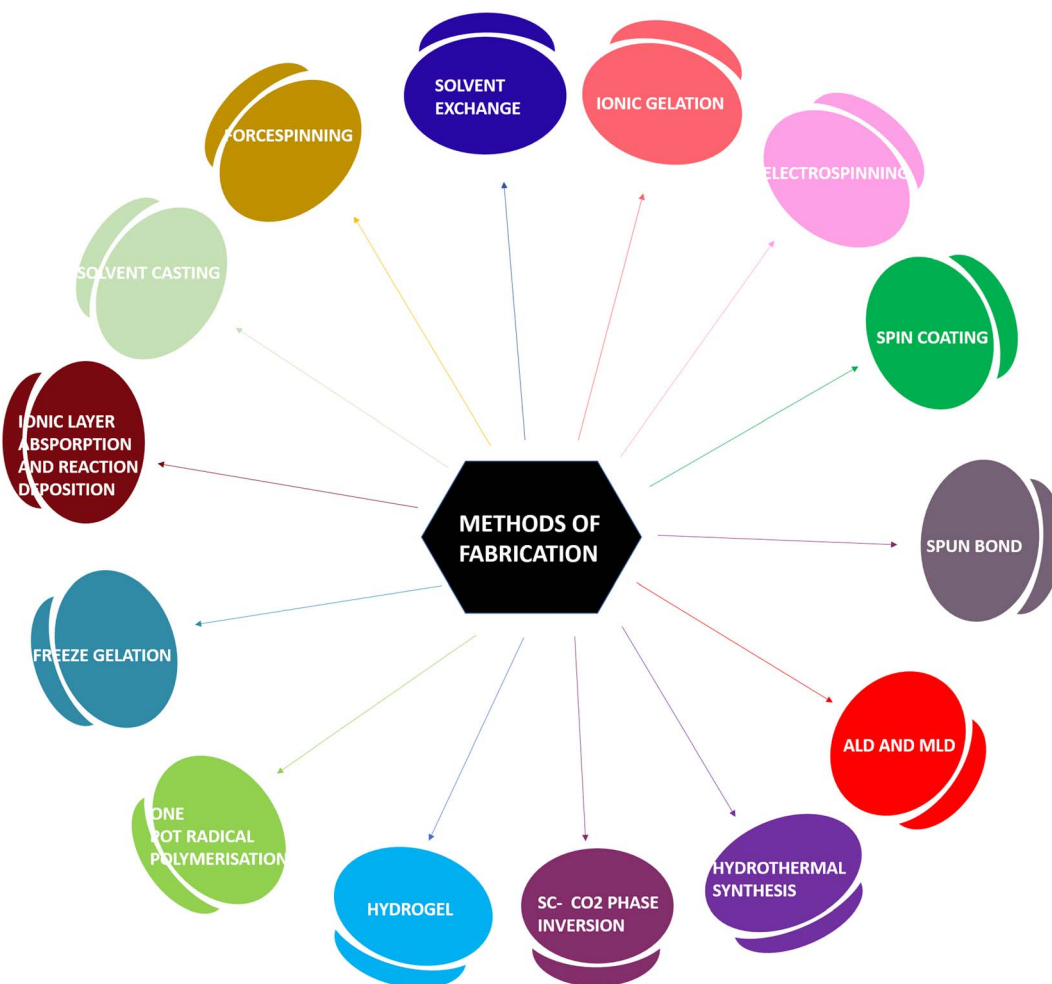 SOLVENT
EXCHANGE
IONIC GELATION
FORCESPINNING
ELECTROSPINNING
SOLVENT CASTING
SPIN COATING
IONIC LAYER
ABSPORPTION
AND REACTION
DEPOSITION
METHODS OF
FABRICATION
SPUN BOND
FREEZE GELATION
ALD AND MLD
ONE
POT RADICAL
POLYMERISATION
HYDROGEL
SC- CO2 PHASE
INVERSION
HYDROTHERMAL
SYNTHESIS